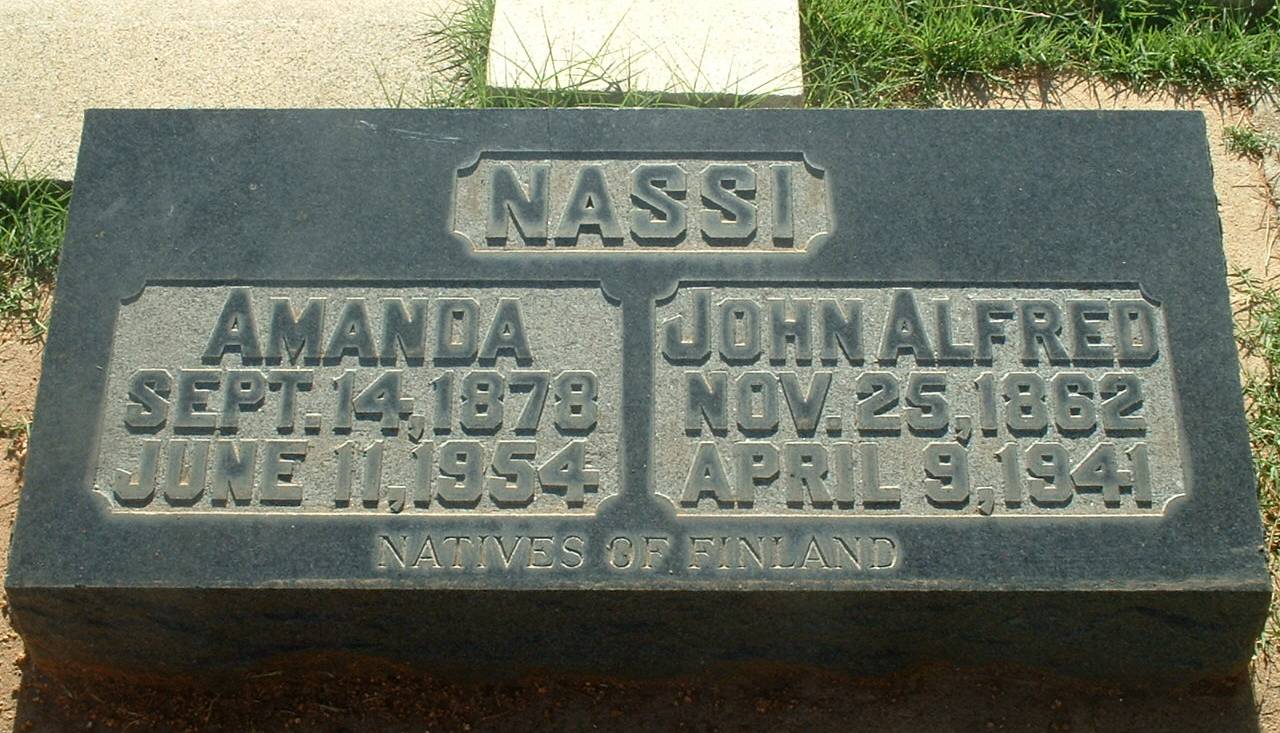 NASSI
AMANDA
SEPT. 14, 1878
JUNE 11, 1954
JOHN ALFRED
NOV. 25, 1862
APRIL 9, 1941
NATIVES OF FINLAND